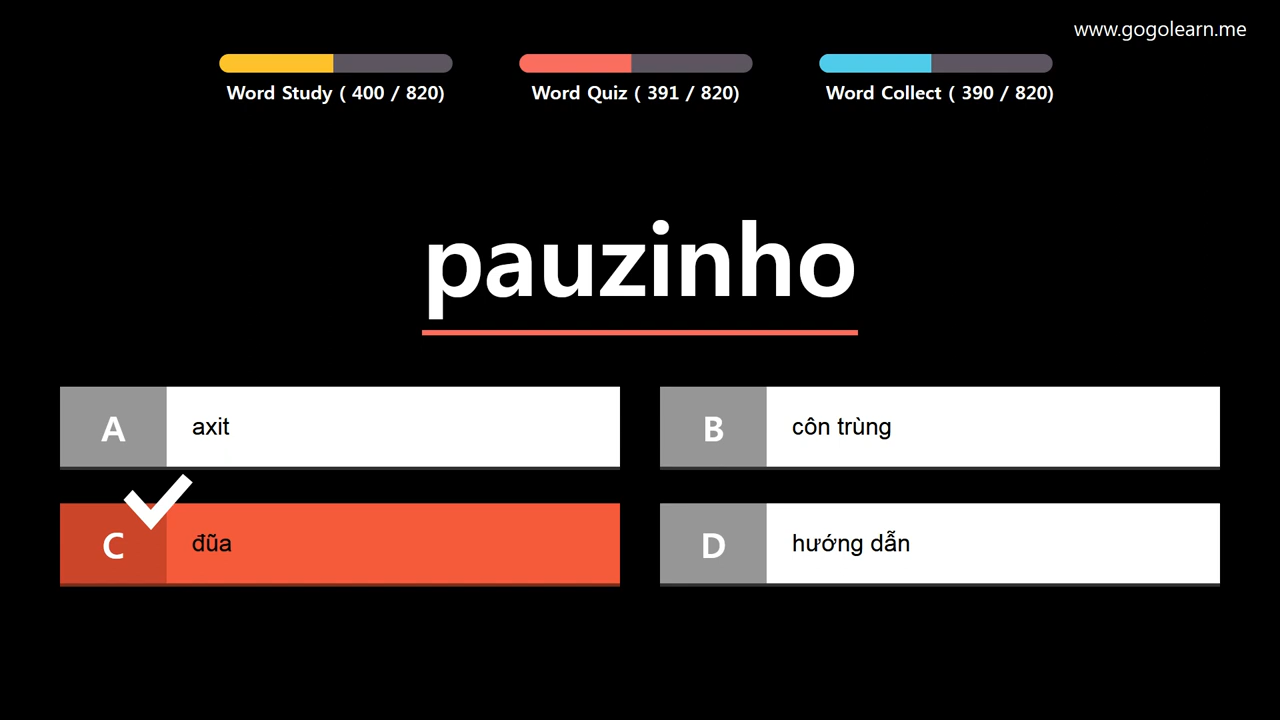 www.gogolearn.me
Word Study ( 400 / 820)
Word Quiz ( 391 / 820)
Word Collect ( 390 / 820)
pauzinho
A axit
B côn trùng
C đũa
D hướng dẫn